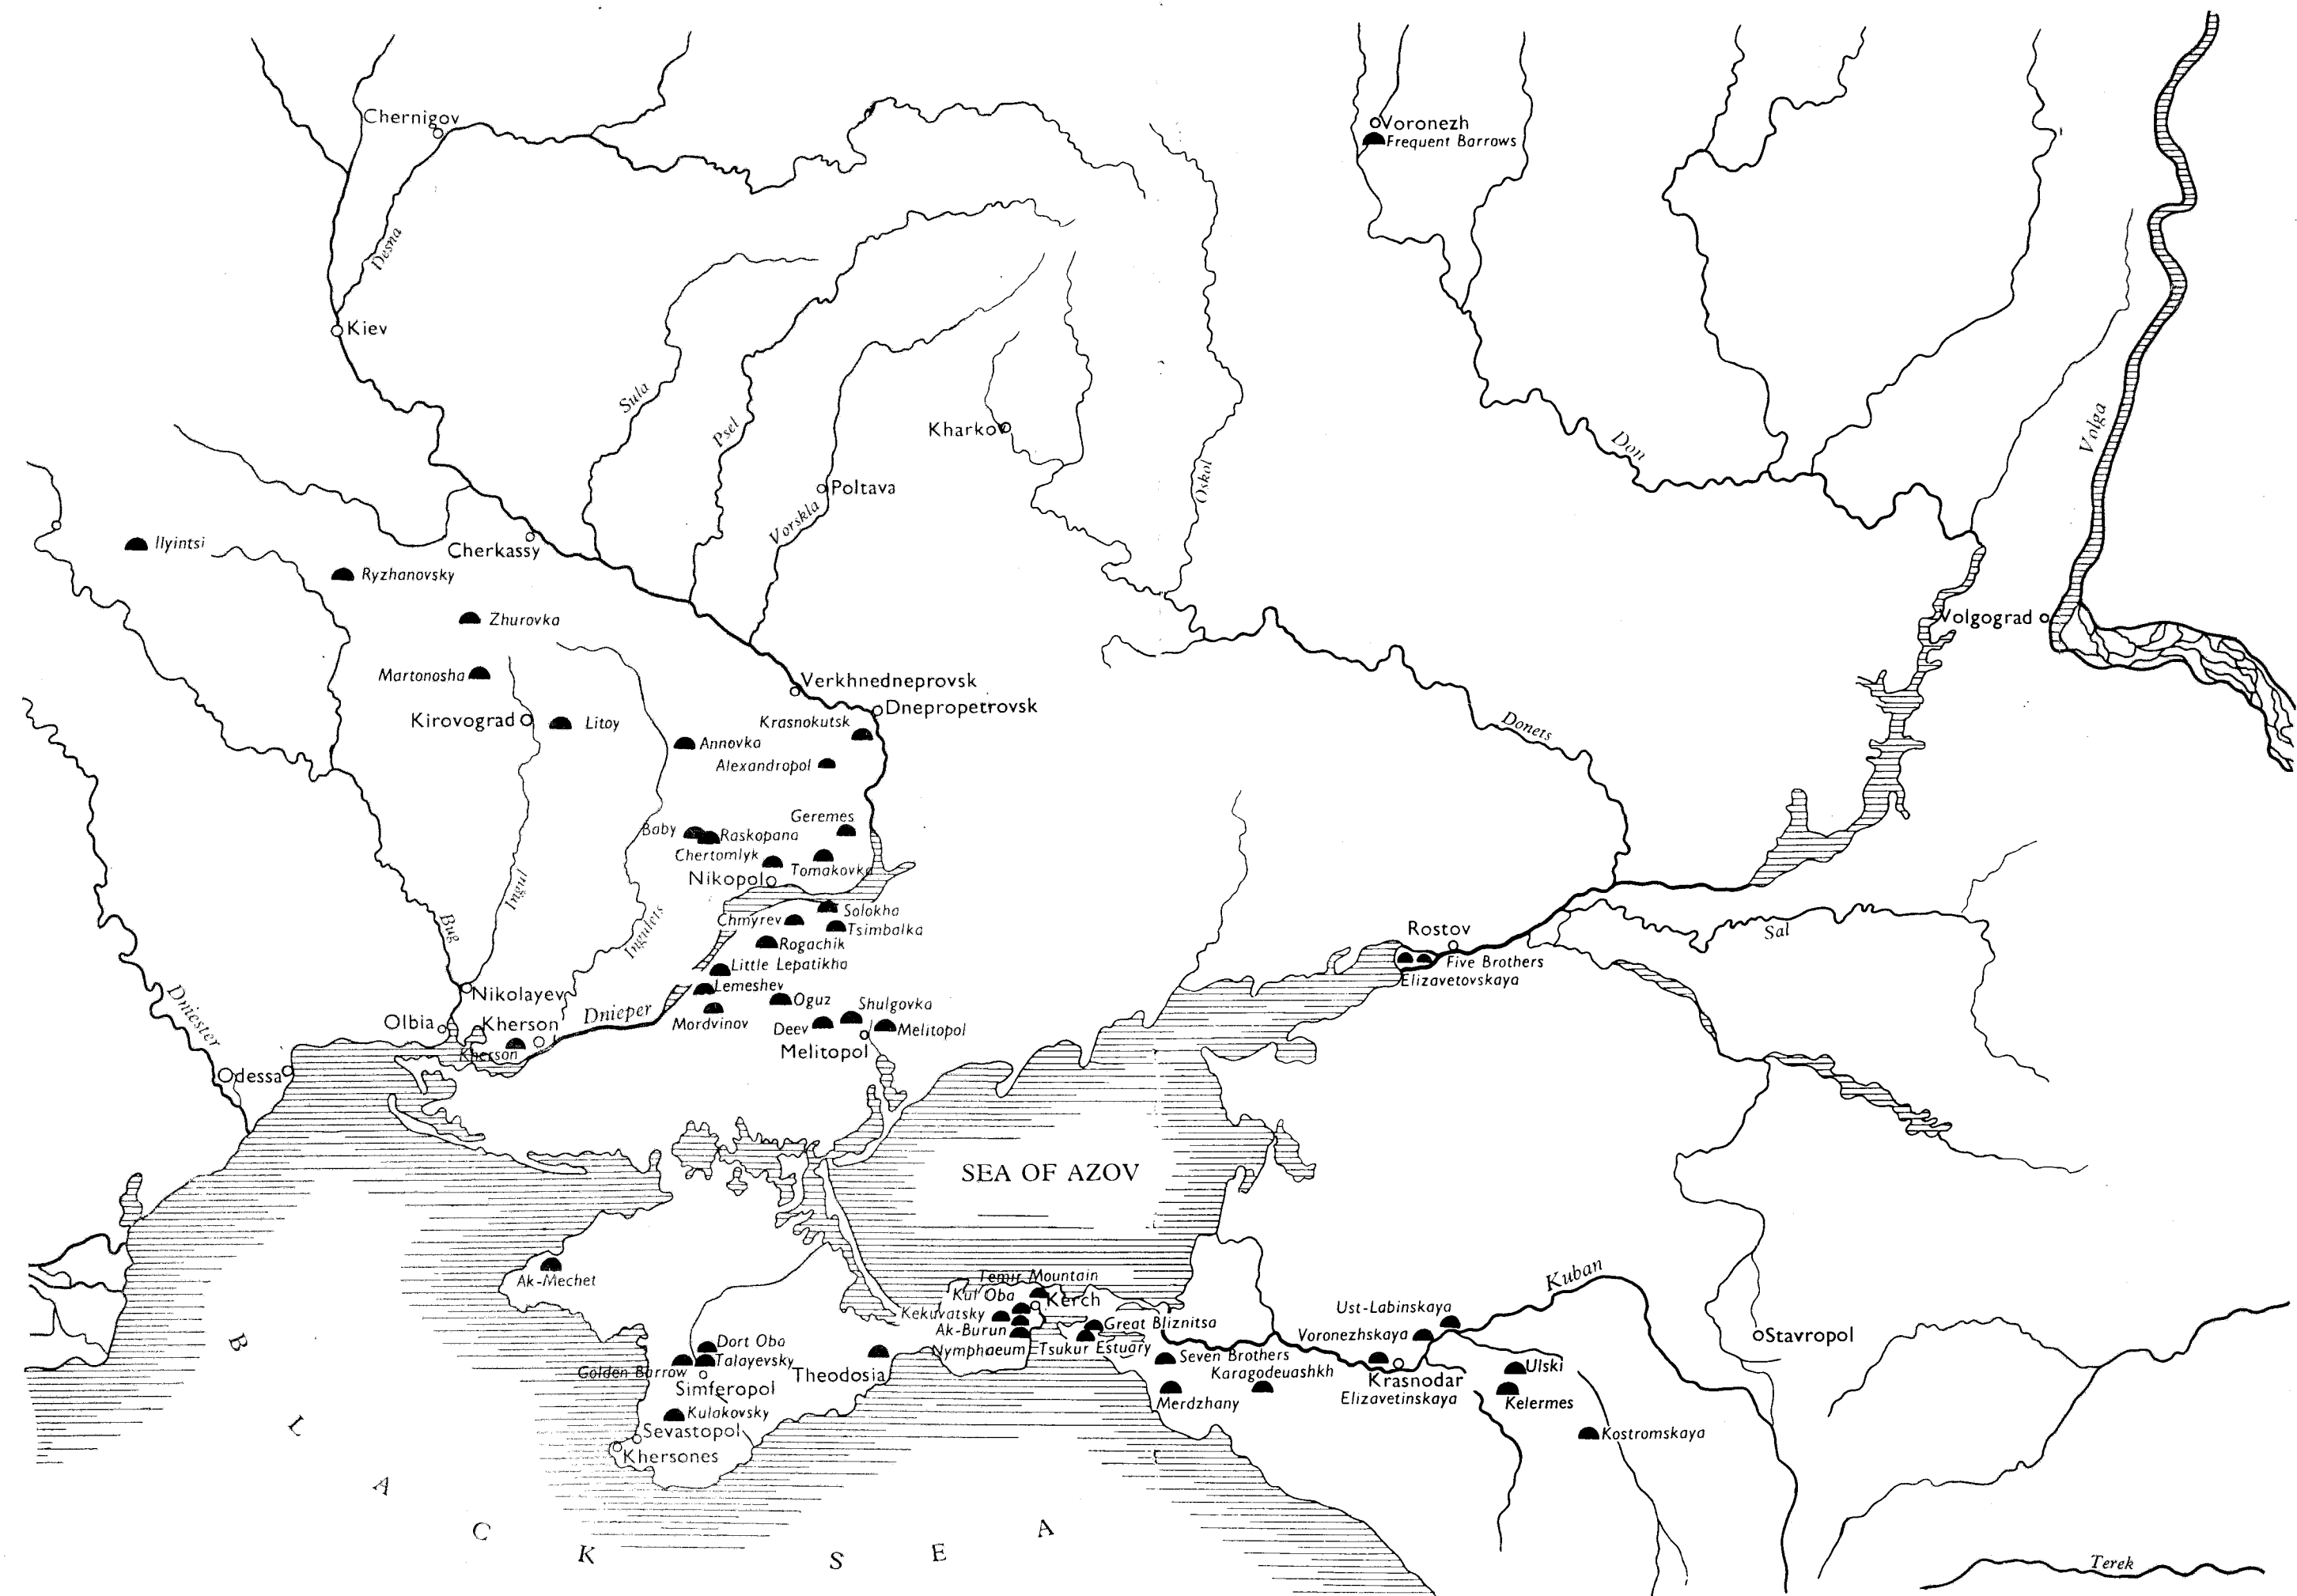 Chernigov
Voronezh
Frequent Barrows
Desna
Kiev
Sula
Psel
Kharkov
Don
Volga
Oskol
Poltava
Vorskla
Ilyintsi
Cherkassy
Ryzhanovsky
Zhurovka
Volgograd
Martonosha
Verkhnedneprovsk
Dnepropetrovsk
Kirovograd
Litoy
Krasnokutsk
Annovka
Donets
Alexandropol
Geremes
Baby
Raskopana
Chertomlyk
Tomakovka
Nikopol
Ingul
Solokha
Chmyrev
Tsimbalka
Bug
Ingulets
Rogachik
Rostov
Sal
Little Lepatikha
Five Brothers
Elizavetovskaya
Lemeshev
Nikolayev
Oguz
Shulgovka
Dniester
Dnieper
Olbia
Kherson
Mordvinov
Deev
Melitopol
Melitopol
Kherson
Odessa
SEA OF AZOV
Ak-Mechet
Temir Mountain
Kul Oba
Kerch
Kuban
Kekuvatsky
Ust-Labinskaya
Ak-Burun
Great Bliznitsa
Voronezhskaya
Stavropol
Dort Oba
Nymphaeum
Tsukur Estuary
Talayevsky
Seven Brothers
Golden Barrow
Theodosia
Karagodeuashkh
Krasnodar
Ulski
Simferopol
Merdzhany
Elizavetinskaya
Kelermes
Kulakovsky
Sevastopol
Kostromskaya
Khersones
BLACK SEA
Terek